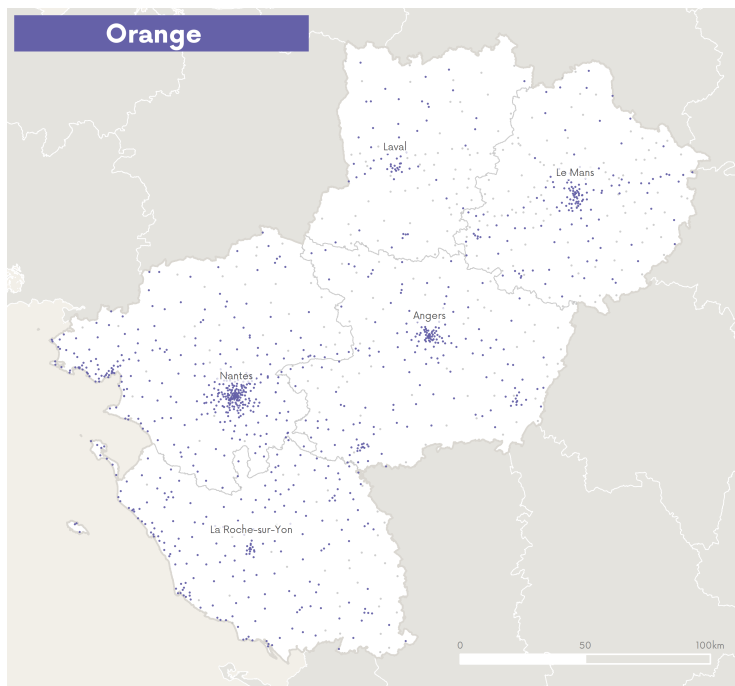 Orange
Laval
Le Mans
Angers
Nantes
La Roche-sur-Yon
0 50 100km